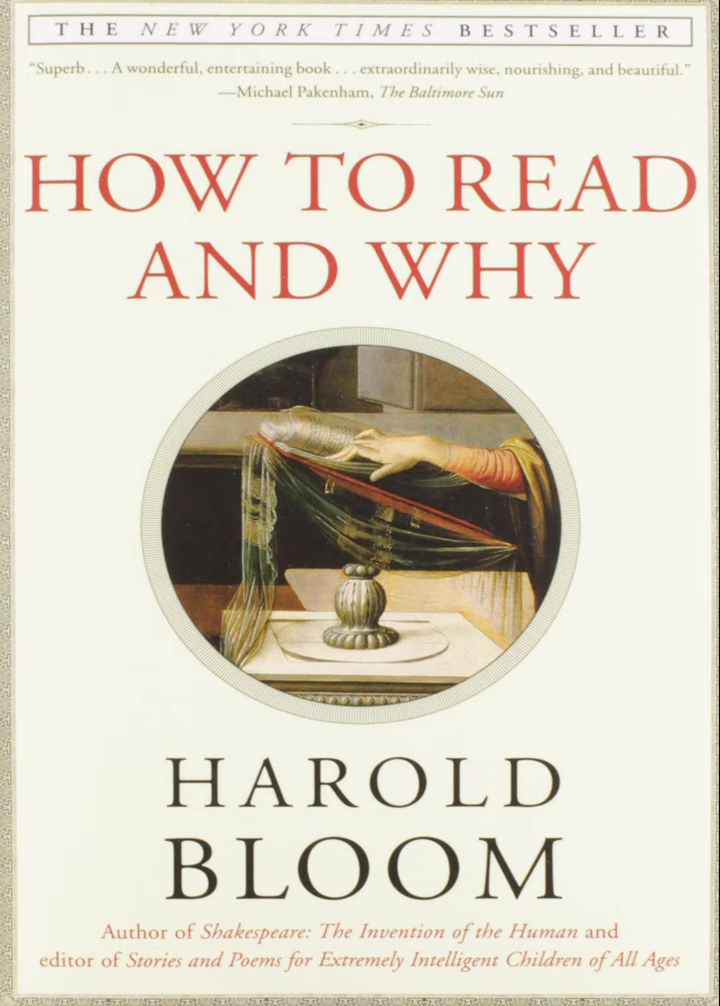 THE NEW YORK TIMES BESTSELLER
“Superb . . . A wonderful, entertaining book . . . extraordinarily wise, nourishing, and beautiful.”
—Michael Pakenham, The Baltimore Sun
HOW TO READ
AND WHY
HAROLD
BLOOM
Author of Shakespeare: The Invention of the Human and
editor of Stories and Poems for Extremely Intelligent Children of All Ages